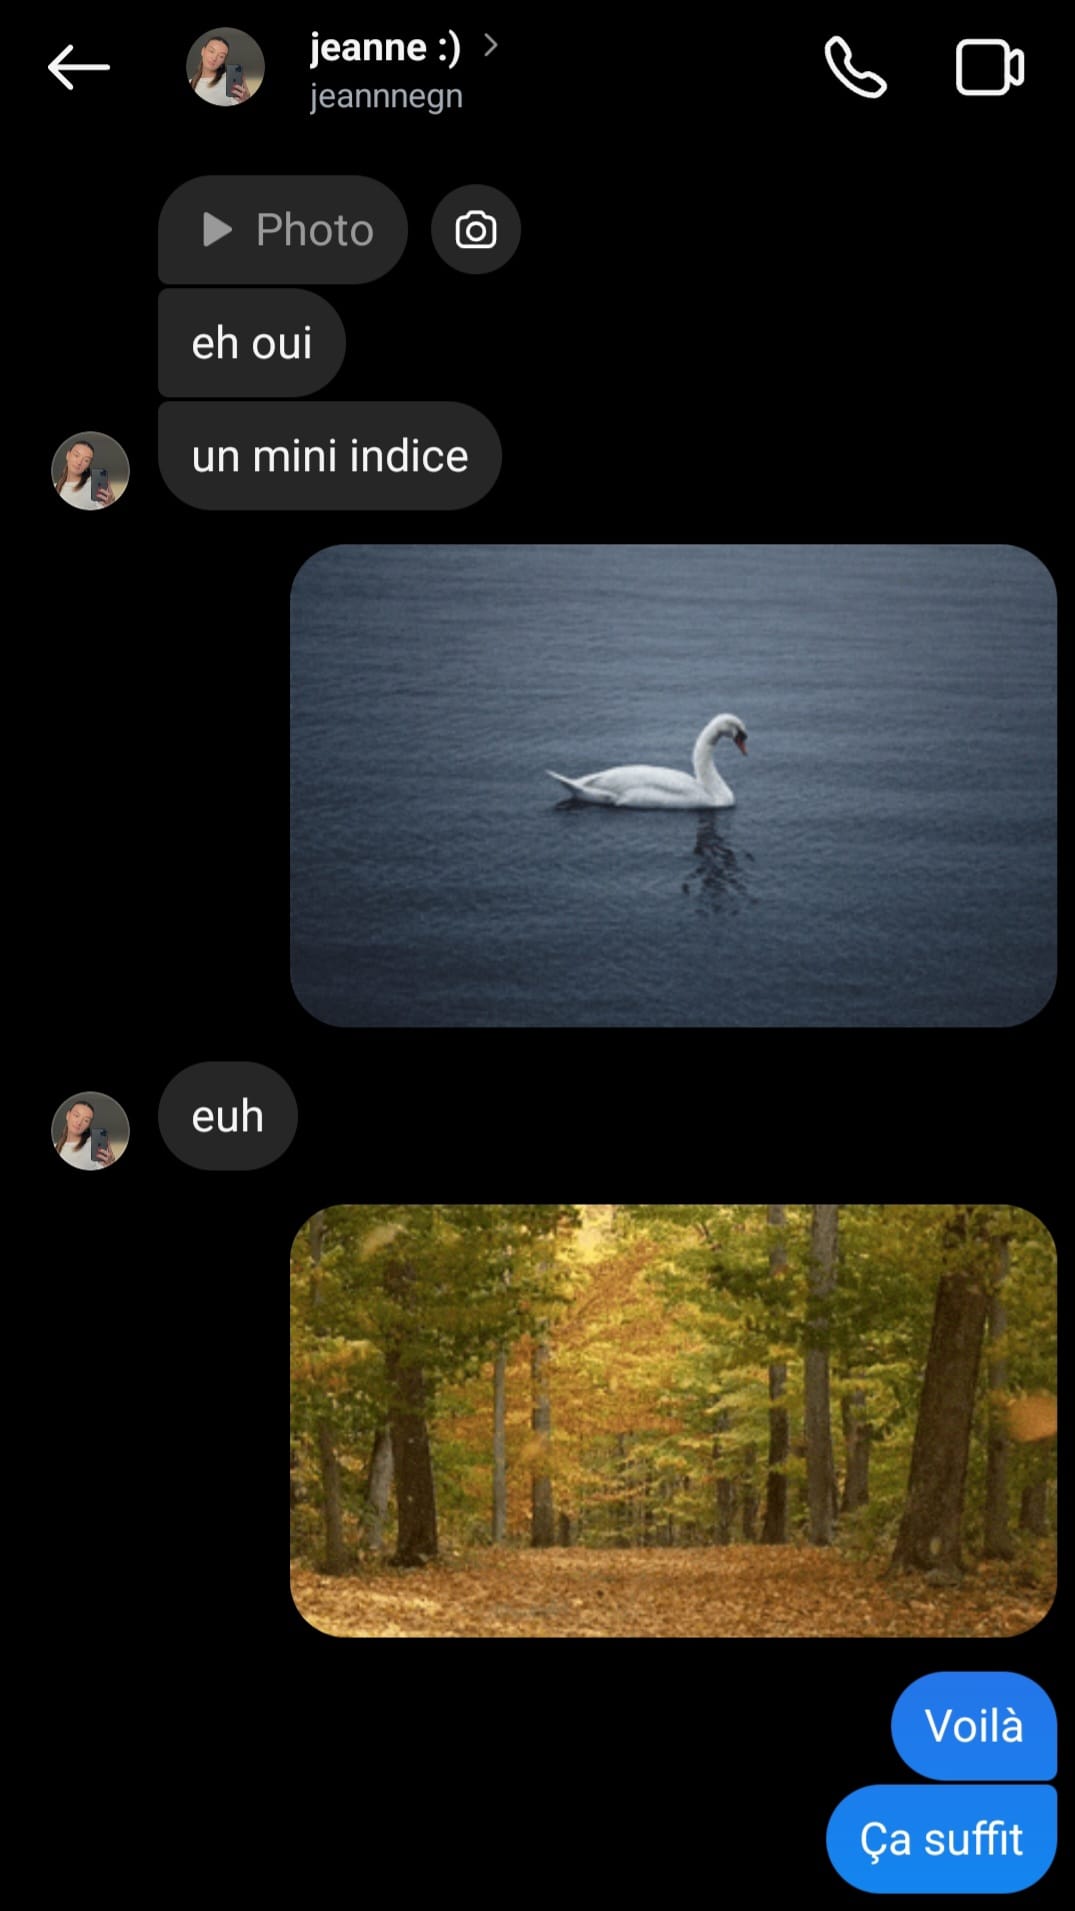 jeanne :)
jeannnegn
Photo
eh oui
un mini indice
euh
Voilà
Ça suffit